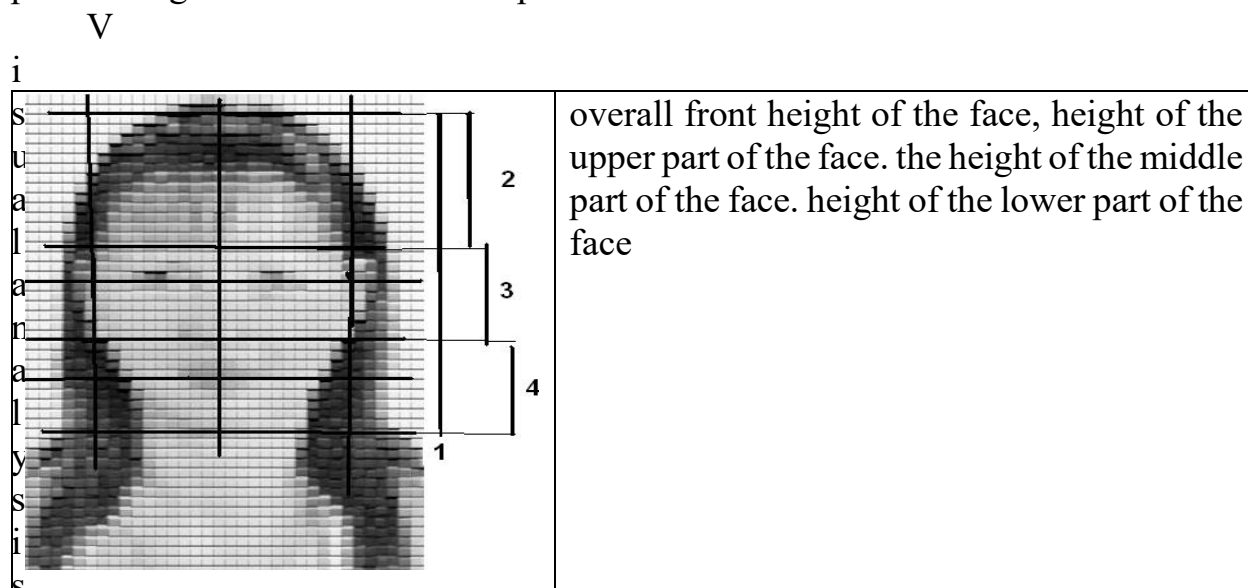 V
i
s
u
a
l
a
n
a
l
y
s
i
s
2
3
4
1
overall front height of the face, height of the
upper part of the face. the height of the middle
part of the face. height of the lower part of the
face